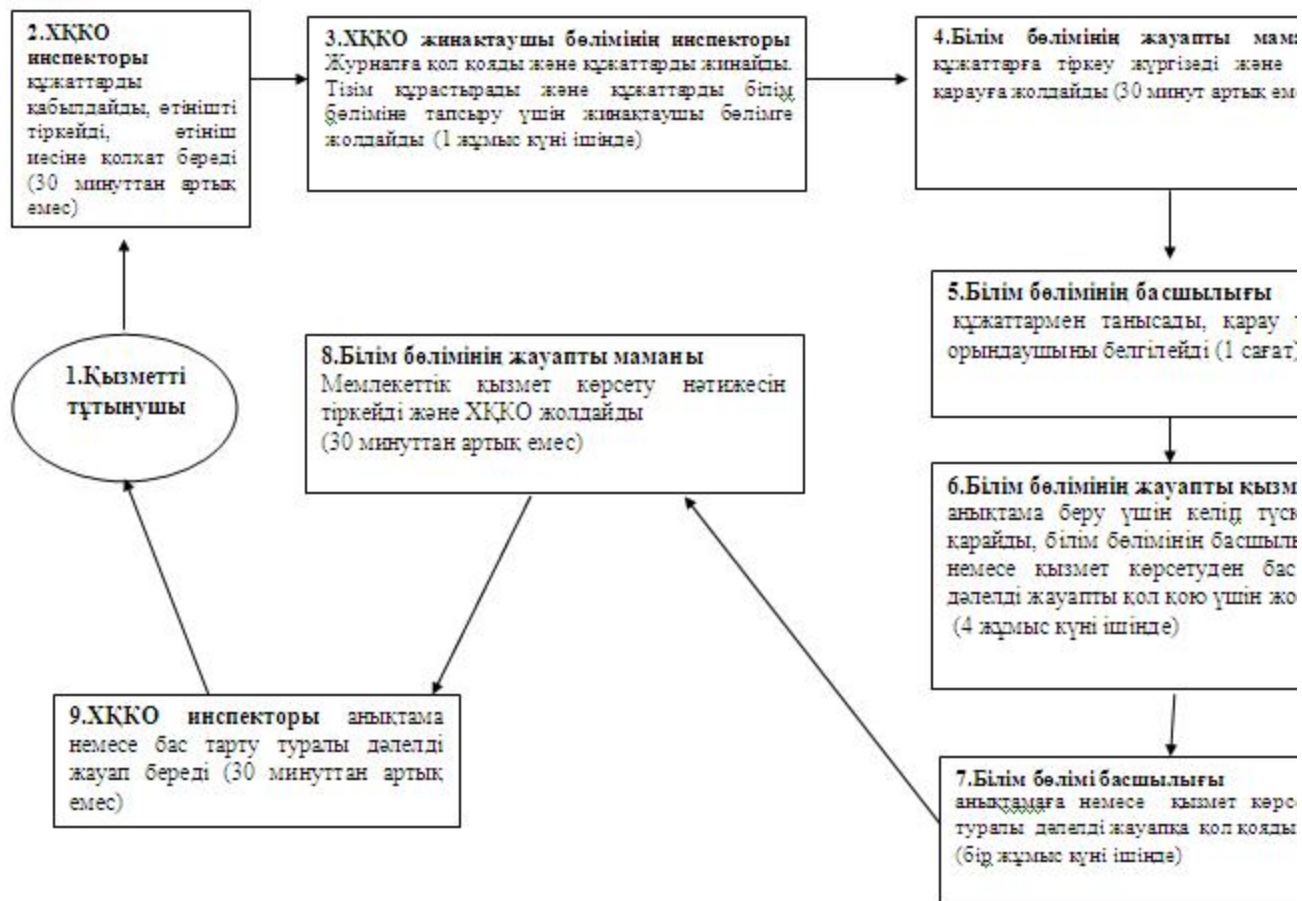 2.ХҚКО
инспекторы
құжаттарды
қабылдайды, өтінішті
тіркейді, өтініш
иесіне қолхат береді
(30 минуттан артық
емес)
3.ХҚКО жинақтаушы бөлімінің инспекторы
Журналға қол қояды және құжаттарды жинайды.
Тізім құрастырады және құжаттарды білім
бөліміне тапсыру үшін жинақтаушы бөлімге
жолдайды (1 жұмыс күні ішінде)
4.Білім бөлімінің жауапты
құжаттарға тіркеу жүргізеді және
қарауға жолдайды (30 минут артық
5.Білім бөлімінің басшылығы
құжаттармен танысады, қарау
орындаушыны белгілейді (1 сағат)
1.Қызметті
тұтынушы
8.Білім бөлімінің жауапты маманы
Мемлекеттік қызмет көрсету нәтижесін
тіркейді және ХҚКО жолдайды
(30 минуттан артық емес)
6.Білім бөлімінің жауапты
анықтама беру үшін келіп
қарайды, білім бөлімінің
немесе қызмет көрсетуден бас
дәлелді жауапты қол қою үшін
(4 жұмыс күні ішінде)
9.ХҚКО инспекторы анықтама
немесе бас тарту туралы дәлелді
жауап береді (30 минуттан артық
емес)
7.Білім бөлімі басшылығы
анықтамаға немесе қызмет
туралы дәлелді жауапқа қол қояды
(бір жұмыс күні ішінде)